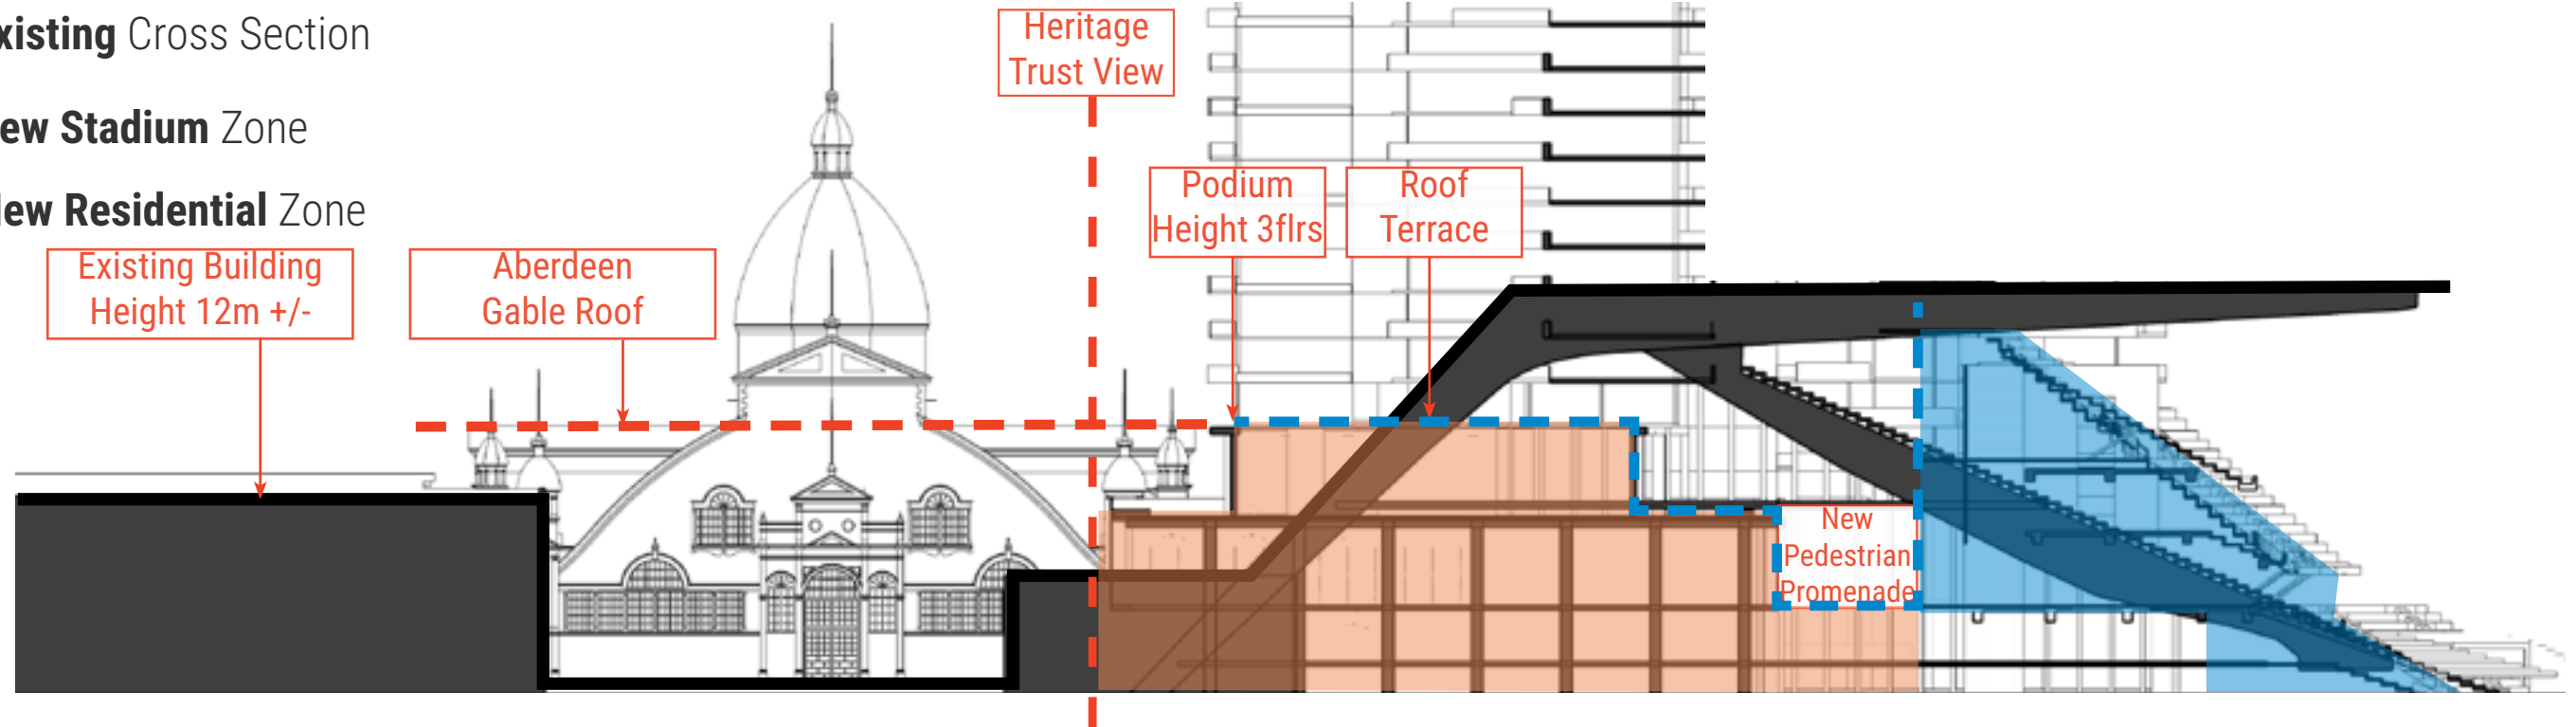 xisting Cross Section
ew Stadium Zone
ew Residential Zone
Heritage
Trust View
Podium
Height 3flrs
Roof
Terrace
Existing Building
Height 12m +/-
Aberdeen
Gable Roof
New
Pedestrian
Promenade